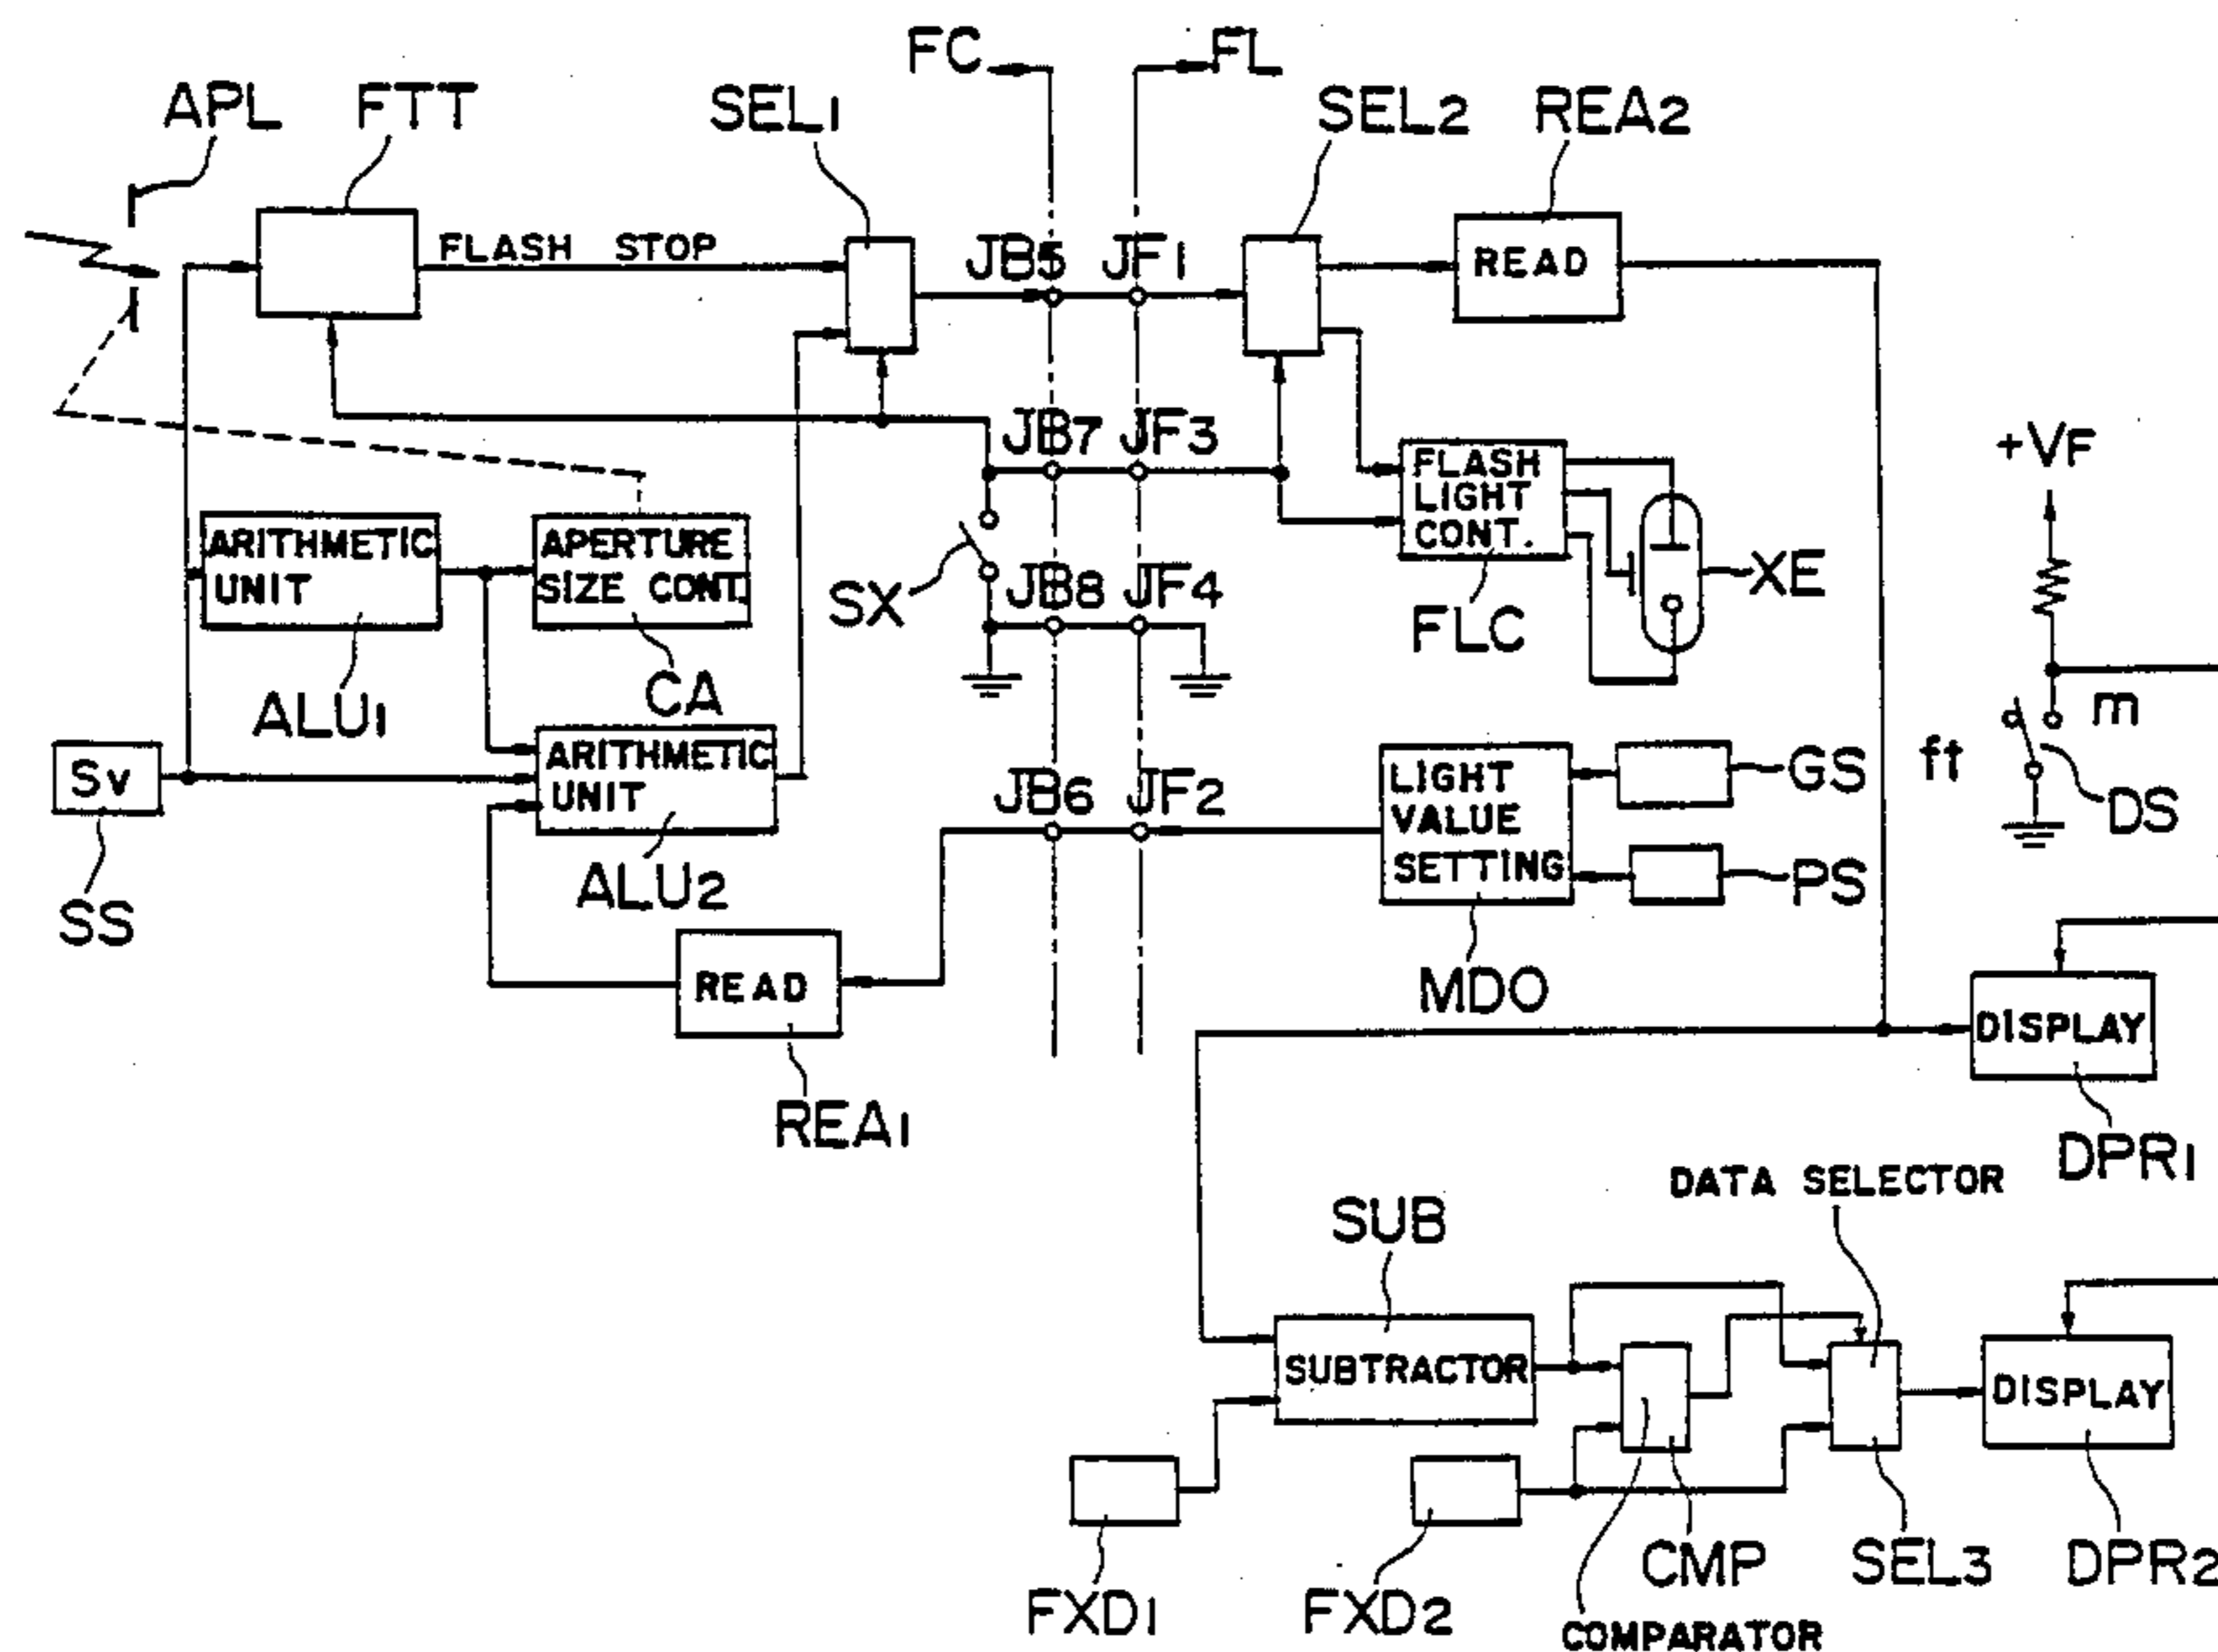 FC FL
APL FTT SEL1 SEL2 REA2
FLASH STOP
JB5 JF1
READ
JB7 JF3
FLASH
LIGHT
CONT.
+VF
ARITHMETIC
UNIT
APERTURE
SIZE CONT.
SX
JB8 JF4
XE
FLC
ALU1
CA
m
ft
DS
Sv
SS
ARITHMETIC
UNIT
ALU2
JB6 JF2
LIGHT
VALUE
SETTING
GS
PS
MDO
READ
REA1
DISPLAY
DPR1
DATA SELECTOR
SUB
SUBTRACTOR
DISPLAY
FXD1
FXD2
CMP
COMPARATOR
SEL3
DPR2